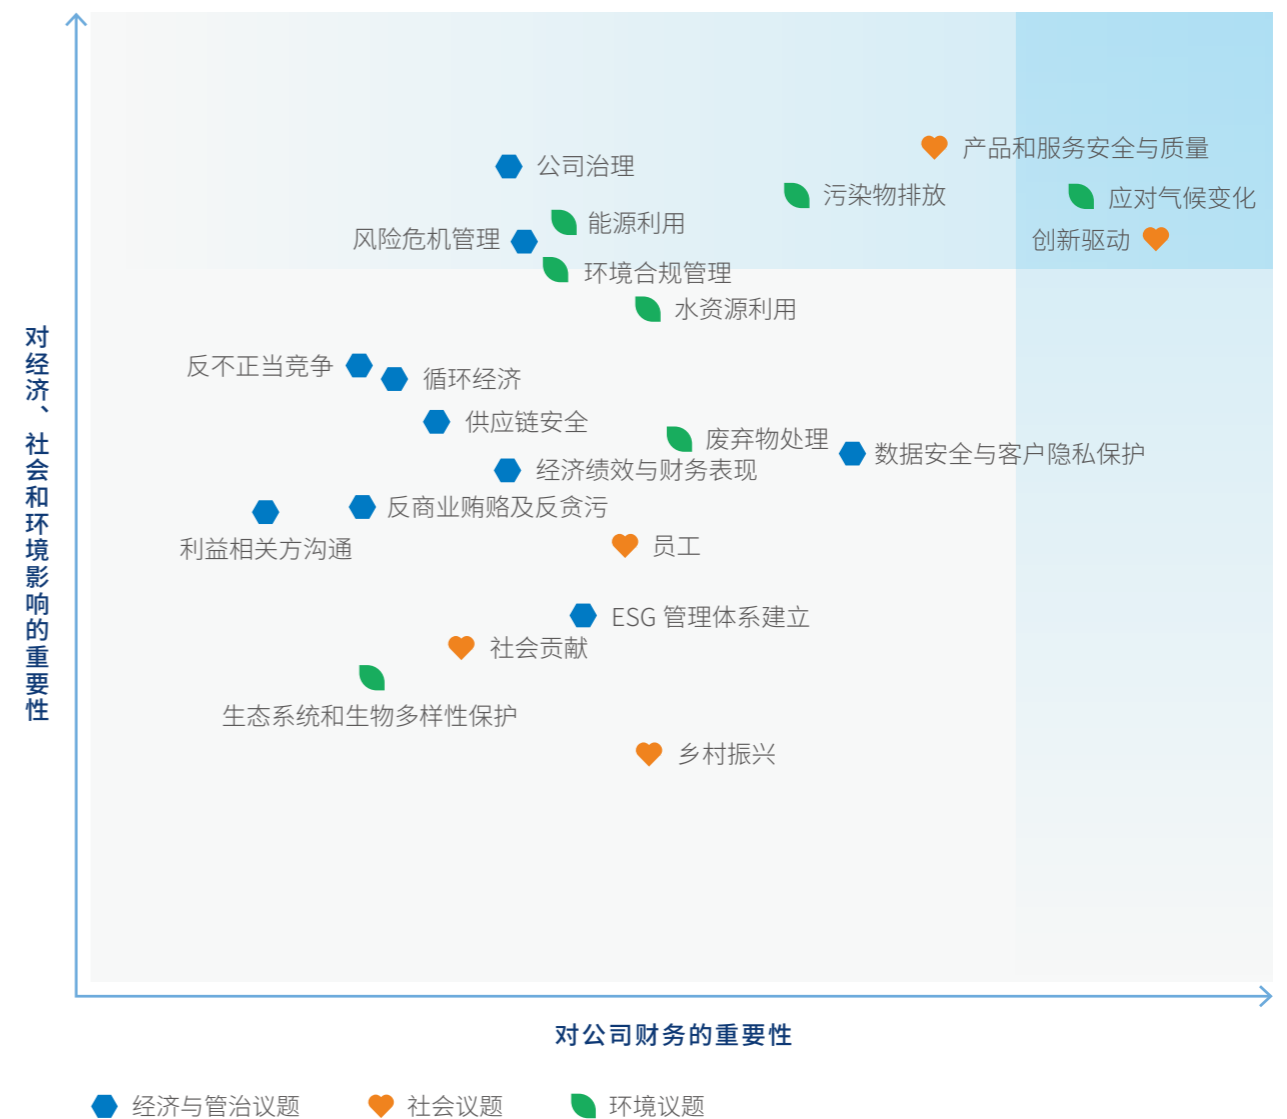 产品和服务安全与质量
公司治理
污染物排放
应对气候变化
能源利用
风险危机管理
创新驱动
环境合规管理
水资源利用
反不正当竞争
循环经济
供应链安全
废弃物处理
数据安全与客户隐私保护
经济绩效与财务表现
反商业贿赂及反贪污
利益相关方沟通
员工
ESG 管理体系建立
社会贡献
生态系统和生物多样性保护
乡村振兴
对经济、社会和环境影响的重要性
对公司财务的重要性
经济与管治议题
社会议题
环境议题